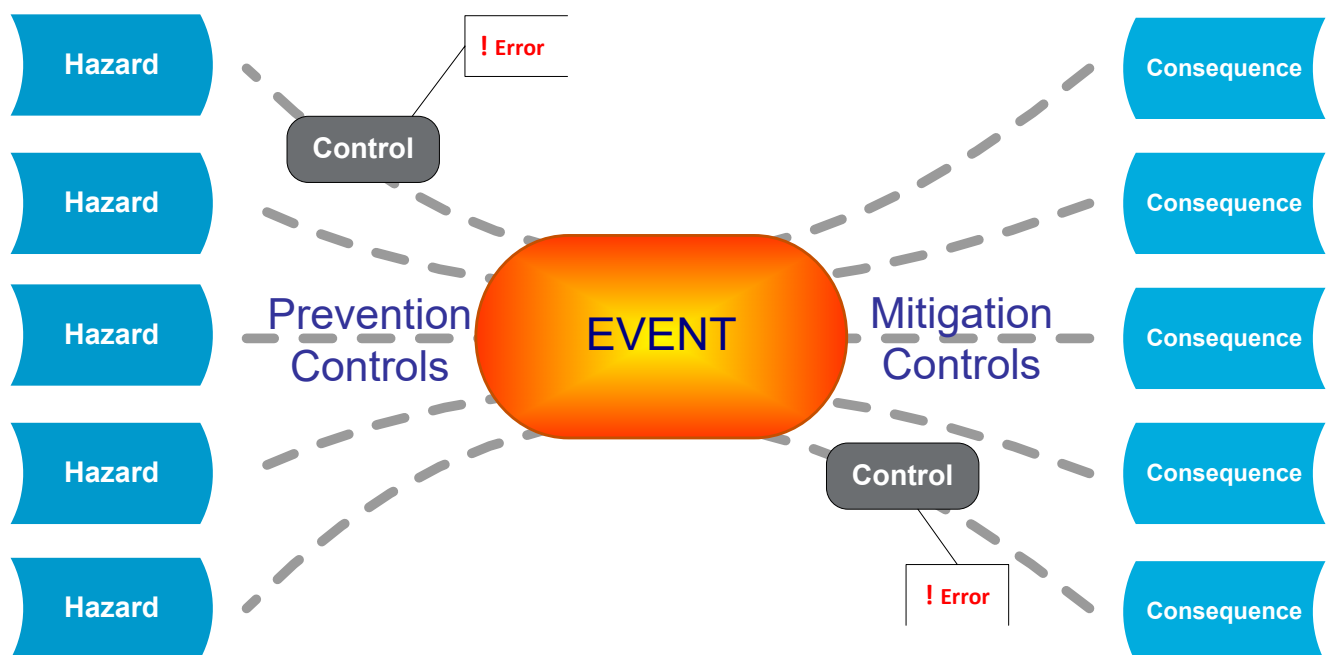 Hazard
! Error
Consequence
Control
Hazard
Consequence
Hazard
Prevention
Controls
EVENT
Mitigation
Controls
Consequence
Hazard
Control
Consequence
Hazard
! Error
Consequence